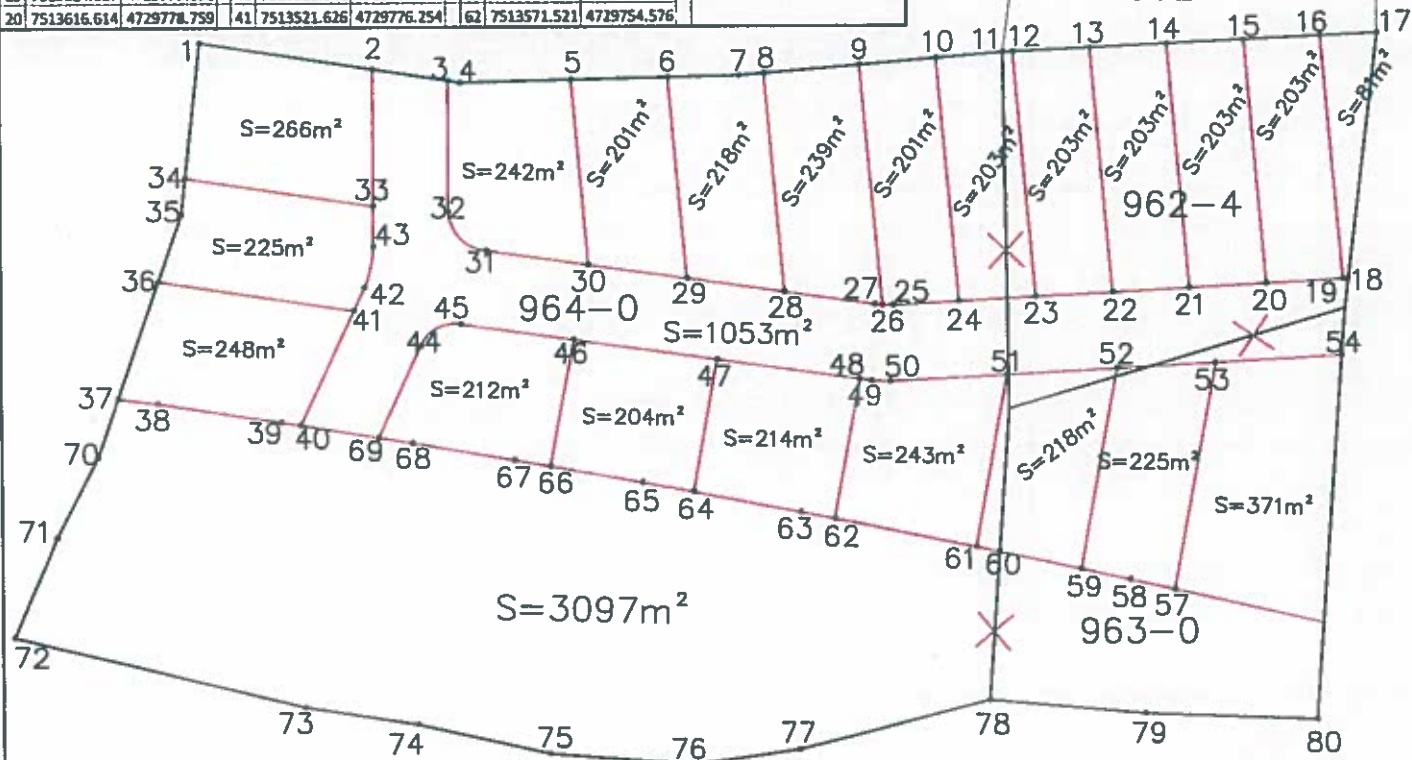 20 7513616.614 4729778.759 41 7513521.626 4729776.254 62 7513571.521 4729754.576
1 2 3 4 5 6 7 8 9 10 11 12 13 14 15 16 17
S=266m² S=242m² S=201m² S=218m² S=239m² S=201m² S=203m² S=203m² S=203m² S=203m² S=203m² S=81m²
962-4
34 33 32
35 43 31
S=225m²
36 42 30 29 28 27 26 25 24 23 22 21 20 19 18
964-0
S=1053m²
41 45 44 46 47 48 49 50 51 52 53 54
S=248m² S=212m² S=204m² S=214m² S=243m² S=218m² S=225m² S=371m²
37 38 39 40 69 68 67 66 65 64 63 62 61 60 59 58 57
70
71
S=3097m²
963-0
72 73 74 75 76 77 78 79 80